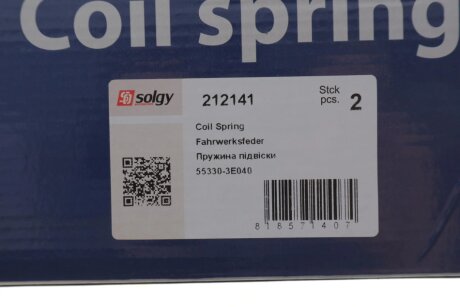 Coil spring
solgy
212141
Stck
pcs. 2
Coil Spring
Fahrwerksfeder
Пружина підвіски
55330-3E040
818571407